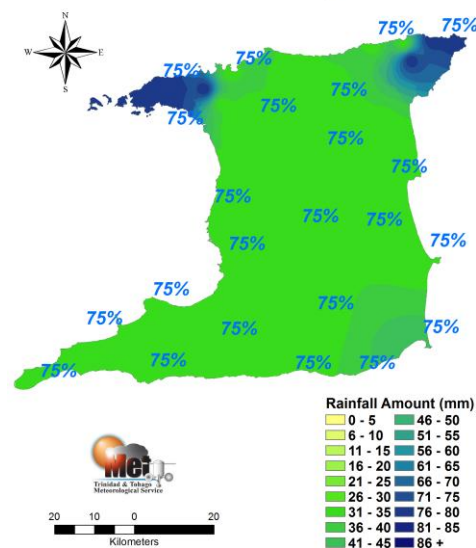 N
W E
S
75% 75%
75% 75%
75%
75%
75%
75%
75%
75%
75% 75%
75%
75%
75%
75%
75%
75%
75% 75%
75% 75% 75% 75%
Met
Trinidad & Tobago
Meteorological Service
20 10 0 20
Kilometers
Rainfall Amount (mm)
0 - 5 46 - 50
6 - 10 51 - 55
11 - 15 56 - 60
16 - 20 61 - 65
21 - 25 66 - 70
26 - 30 71 - 75
31 - 35 76 - 80
36 - 40 81 - 85
41 - 45 86 +